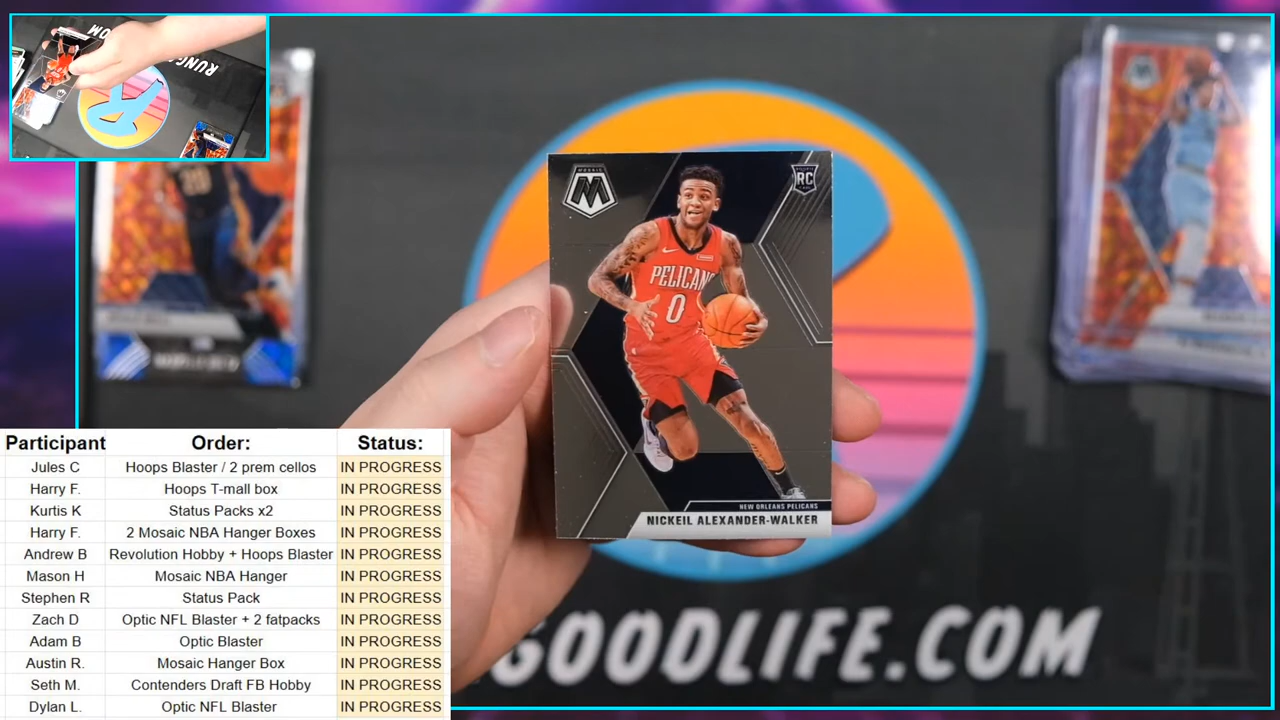 RUNGO
MOSAIC
M
RC
PELICAN
0
NEW ORLEANS PELICANS
NICKEIL ALEXANDER-WALKER
GOODLIFE.COM
Participant Order: Status:
Jules C Hoops Blaster / 2 prem cellos IN PROGRESS
Harry F. Hoops T-mall box IN PROGRESS
Kurtis K Status Packs x2 IN PROGRESS
Harry F. 2 Mosaic NBA Hanger Boxes IN PROGRESS
Andrew B Revolution Hobby + Hoops Blaster IN PROGRESS
Mason H Mosaic NBA Hanger IN PROGRESS
Stephen R Status Pack IN PROGRESS
Zach D Optic NFL Blaster + 2 fatpacks IN PROGRESS
Adam B Optic Blaster IN PROGRESS
Austin R. Mosaic Hanger Box IN PROGRESS
Seth M. Contenders Draft FB Hobby IN PROGRESS
Dylan L. Optic NFL Blaster IN PROGRESS